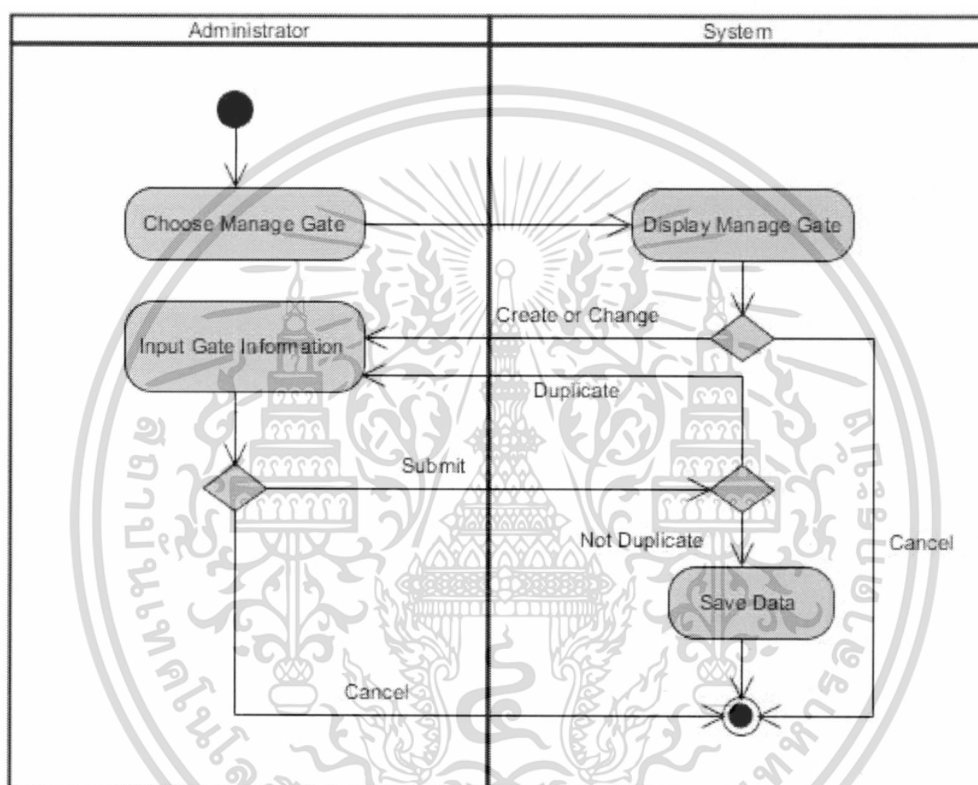 Administrator
System
Choose Manage Gate
Display Manage Gate
Create or Change
Input Gate Information
Duplicate
Submit
Not Duplicate
Cancel
Save Data
Cancel